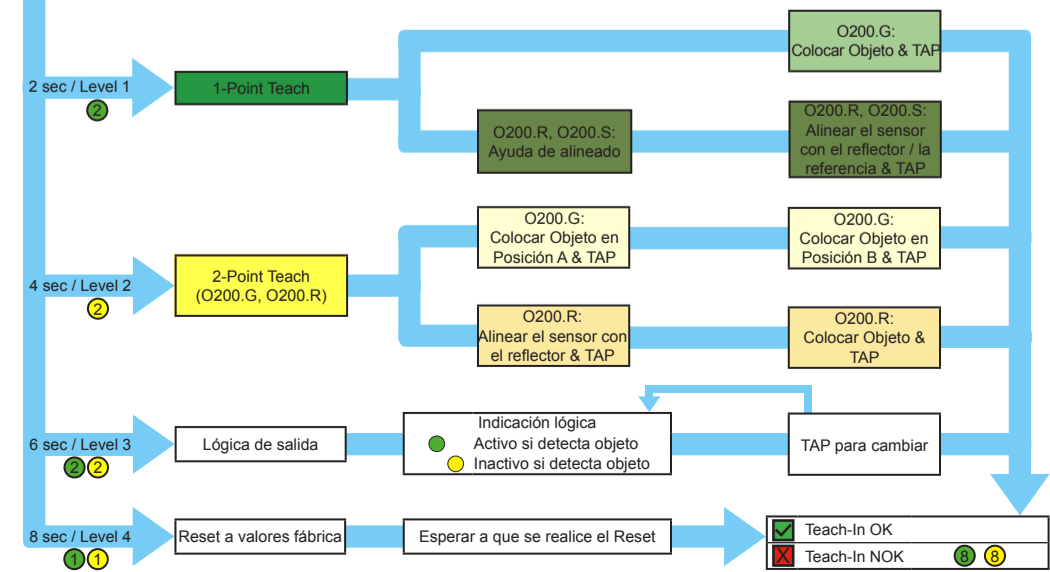 O200.G:
Colocar Objeto & TAP
2 sec / Level 1
2
1-Point Teach
O200.R, O200.S:
Ayuda de alineado
O200.R, O200.S:
Alinear el sensor
con el reflector / la
referencia & TAP
O200.G:
Colocar Objeto en
Posición A & TAP
O200.G:
Colocar Objeto en
Posición B & TAP
4 sec / Level 2
2
2-Point Teach
(O200.G, O200.R)
O200.R:
Alinear el sensor con
el reflector & TAP
O200.R:
Colocar Objeto &
TAP
6 sec / Level 3
2 2
Lógica de salida
Indicación lógica
Activo si detecta objeto
Inactivo si detecta objeto
TAP para cambiar
8 sec / Level 4
1 1
Reset a valores fábrica
Esperar a que se realice el Reset
Teach-In OK
Teach-In NOK 8 8